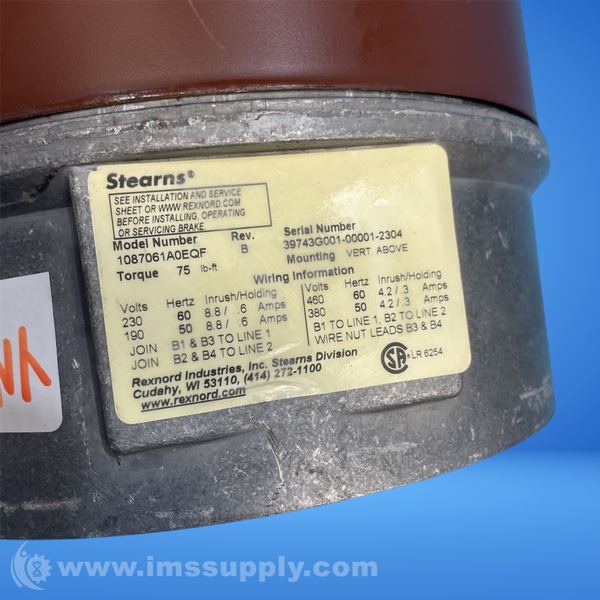 Stearns®
SEE INSTALLATION AND SERVICE
SHEET OR WWW.REXNORD.COM
BEFORE INSTALLING, OPERATING
OR SERVICING BRAKE.
Model Number Rev. Serial Number
1087061A0EQF B 39743G001-00001-2304
Torque 75 lb-ft Mounting VERT. ABOVE
Wiring Information
Volts Hertz Inrush/Holding
230 60 8.8/ .6 Amps
190 50 8.8/ .6 Amps
JOIN B1 & B3 TO LINE 1
JOIN B2 & B4 TO LINE 2
Volts Hertz Inrush/Holding
460 60 4.2/ .3 Amps
380 50 4.2/ .3 Amps
B1 TO LINE 1, B2 TO LINE 2
WIRE NUT LEADS B3 & B4
Rexnord Industries, Inc. Stearns Division
Cudahy, WI 53110, (414) 272-1100
www.rexnord.com
SA ® LR 6254
www.imssupply.com